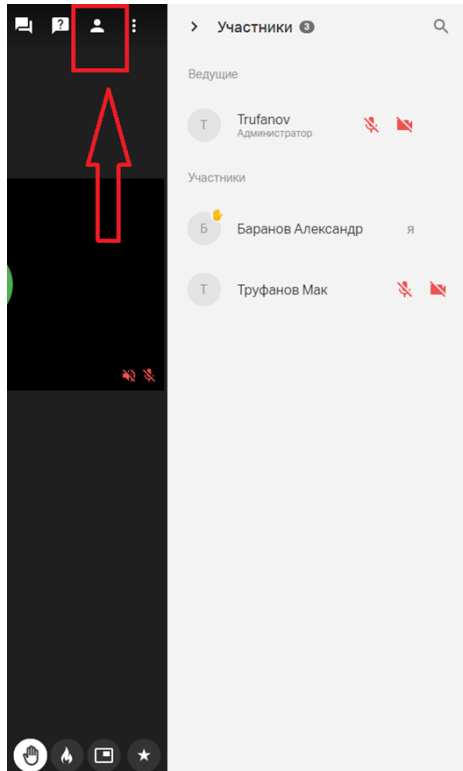 ?
Участники 3
Ведущие
Т
Trufanov
Администратор
Участники
Б
Баранов Александр
я
Т
Труфанов Мак